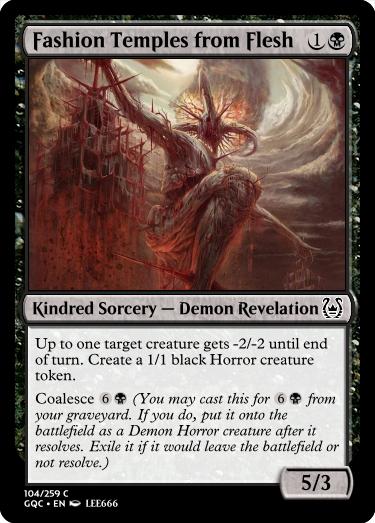 Fashion Temples from Flesh 1
Kindred Sorcery — Demon Revelation
Up to one target creature gets -2/-2 until end
of turn. Create a 1/1 black Horror creature
token.
Coalesce 6 (You may cast this for 6 from
your graveyard. If you do, put it onto the
battlefield as a Demon Horror creature after it
resolves. Exile it if it would leave the battlefield or
not resolve.)
5/3
104/259 C
GQC • EN LEE666